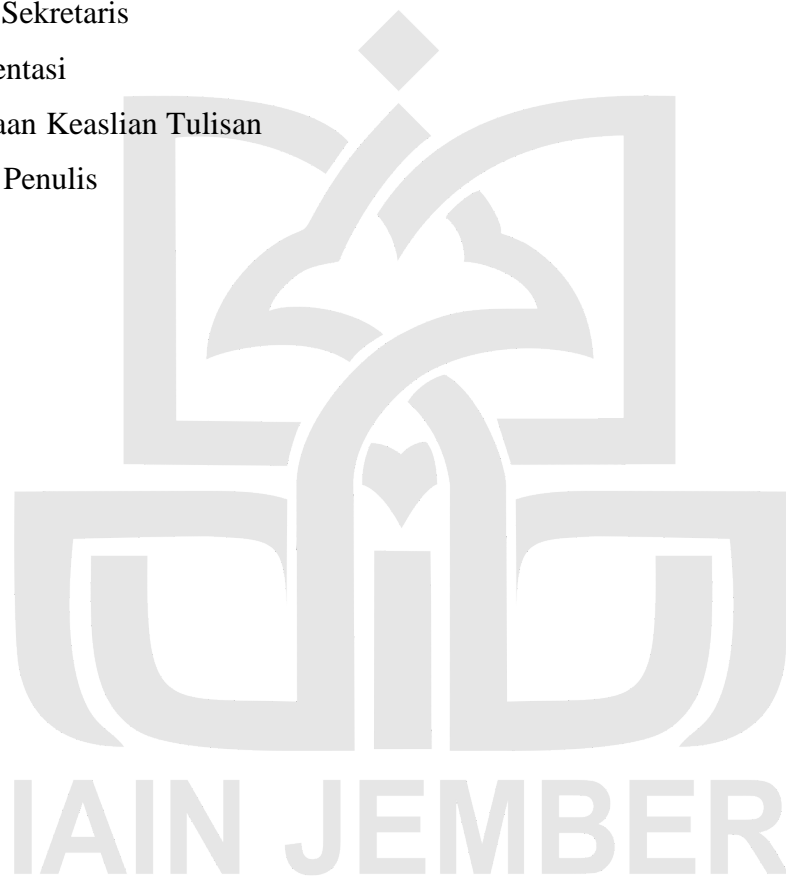 Sekretaris
entasi
aan Keaslian Tulisan
Penulis
IAIN JEMBER